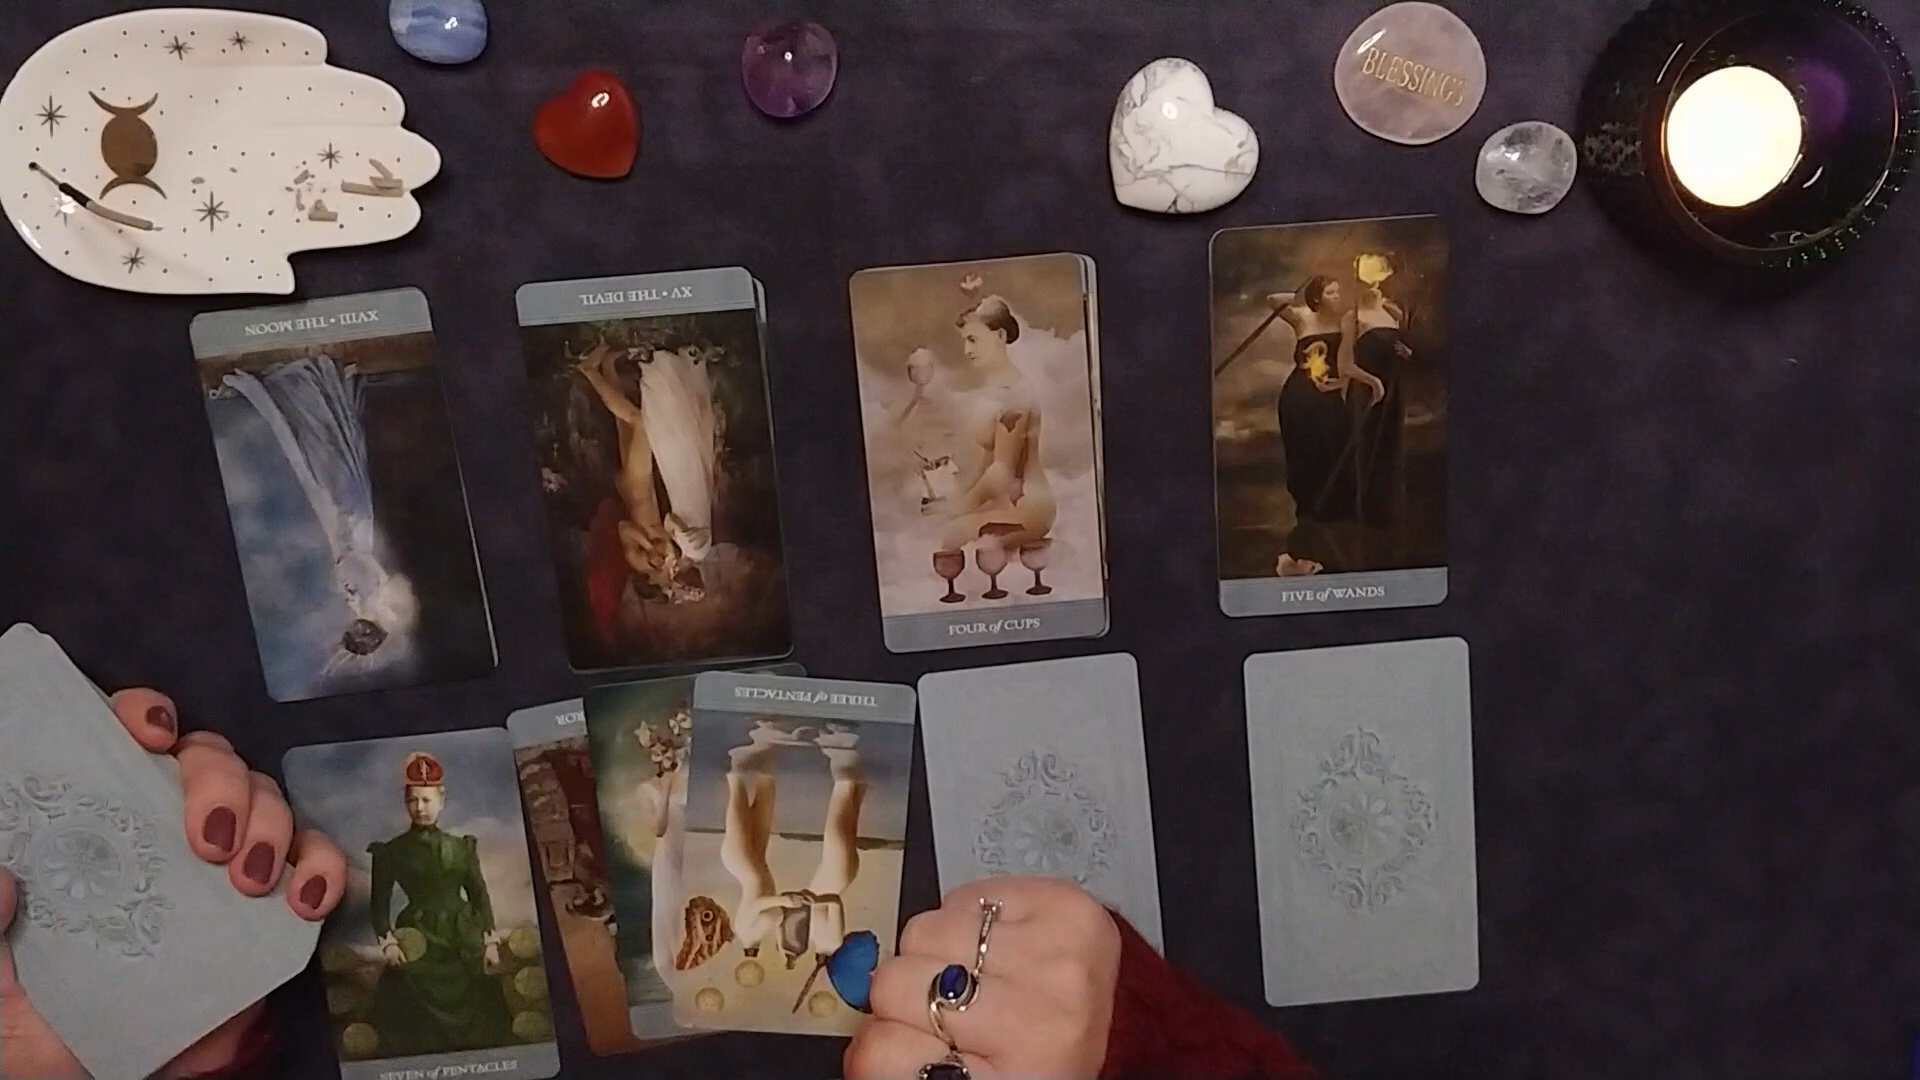 BLESSINGS
XVIII • THE MOON
XV • THE DEVIL
FOUR of CUPS
FIVE of WANDS
THREE of PENTACLES
ROR
SEVEN of PENTACLES